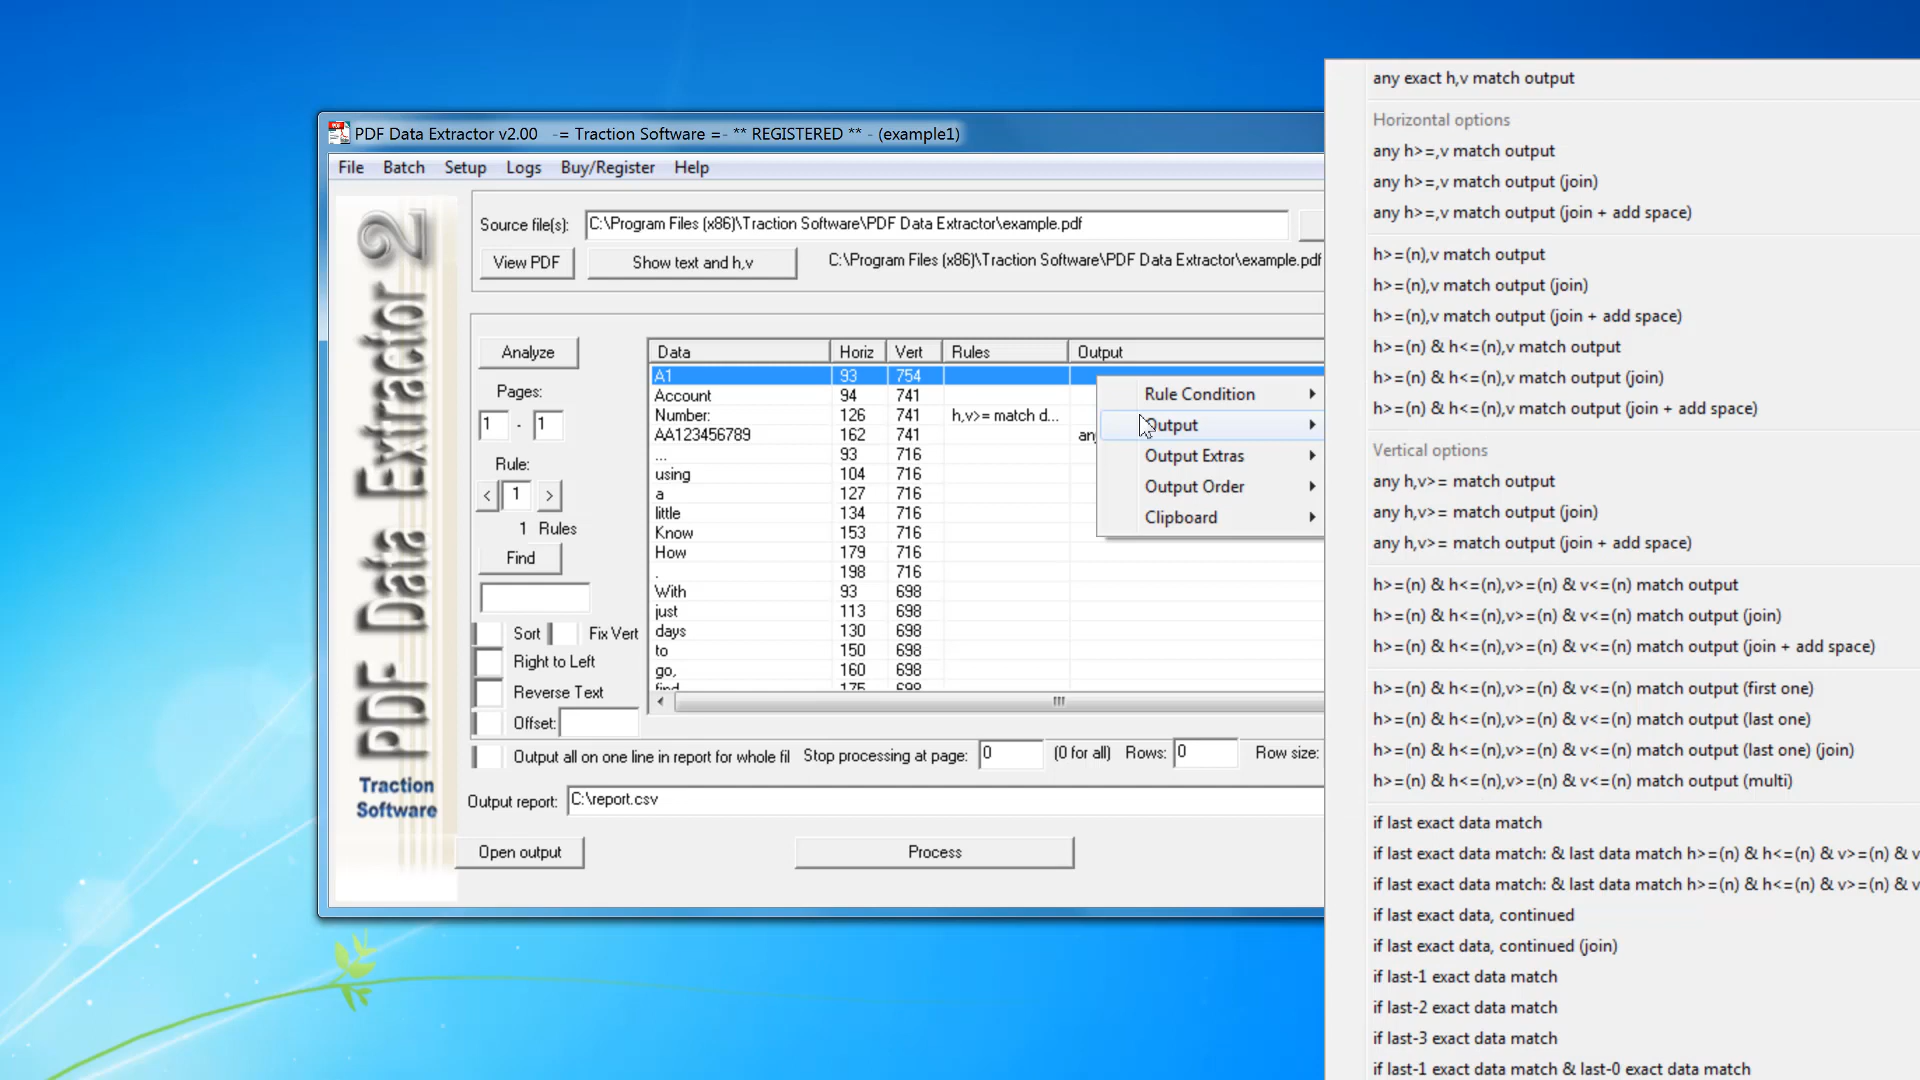 PDF Data Extractor v2.00 -= Traction Software =- ** REGISTERED ** - (example1)
File Batch Setup Logs Buy/Register Help
PDF Data Extractor 2
Traction
Software
Source file(s): C:\Program Files (x86)\Traction Software\PDF Data Extractor\example.pdf
View PDF Show text and h,v C:\Program Files (x86)\Traction Software\PDF Data Extractor\example.pdf
Analyze
Pages:
1 - 1
Rule:
< 1 >
1 Rules
Find
Sort Fix Vert
Right to Left
Reverse Text
Offset:
Data Horiz Vert Rules Output
A1 93 754
Account 94 741
Number: 126 741 h,v>= match d...
AA123456789 162 741 an
... 93 716
using 104 716
a 127 716
little 134 716
Know 153 716
How 179 716
. 198 716
With 93 698
just 113 698
days 130 698
to 150 698
go, 160 698
find 175 698
Output all on one line in report for whole fil Stop processing at page: 0 (0 for all) Rows: 0 Row size:
Output report: C:\report.csv
Open output Process
Rule Condition
Output
Output Extras
Output Order
Clipboard
any exact h,v match output
Horizontal options
any h>=,v match output
any h>=,v match output (join)
any h>=,v match output (join + add space)
h>=(n),v match output
h>=(n),v match output (join)
h>=(n),v match output (join + add space)
h>=(n) & h<=(n),v match output
h>=(n) & h<=(n),v match output (join)
h>=(n) & h<=(n),v match output (join + add space)
Vertical options
any h,v>= match output
any h,v>= match output (join)
any h,v>= match output (join + add space)
h>=(n) & h<=(n),v>=(n) & v<=(n) match output
h>=(n) & h<=(n),v>=(n) & v<=(n) match output (join)
h>=(n) & h<=(n),v>=(n) & v<=(n) match output (join + add space)
h>=(n) & h<=(n),v>=(n) & v<=(n) match output (first one)
h>=(n) & h<=(n),v>=(n) & v<=(n) match output (last one)
h>=(n) & h<=(n),v>=(n) & v<=(n) match output (last one) (join)
h>=(n) & h<=(n),v>=(n) & v<=(n) match output (multi)
if last exact data match
if last exact data match: & last data match h>=(n) & h<=(n) & v>=(n) & v
if last exact data match: & last data match h>=(n) & h<=(n) & v>=(n) & v
if last exact data, continued
if last exact data, continued (join)
if last-1 exact data match
if last-2 exact data match
if last-3 exact data match
if last-1 exact data match & last-0 exact data match